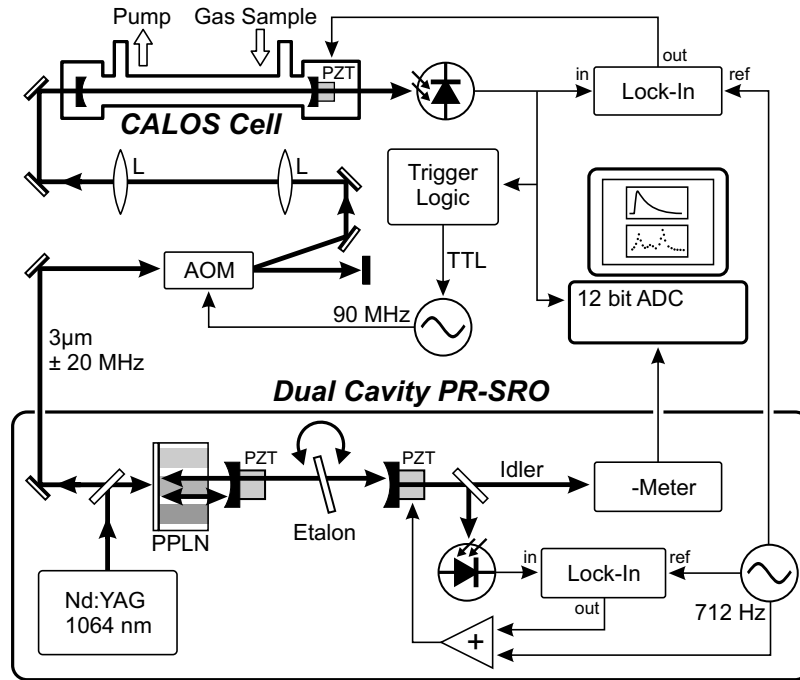 Pump
Gas Sample
PZT
CALOS Cell
out
in
ref
Lock-In
L
L
Trigger
Logic
AOM
TTL
90 MHz
12 bit ADC
3µm
± 20 MHz
Dual Cavity PR-SRO
PZT
PZT
Idler
-Meter
Etalon
PPLN
in
ref
Lock-In
out
712 Hz
Nd:YAG
1064 nm
+